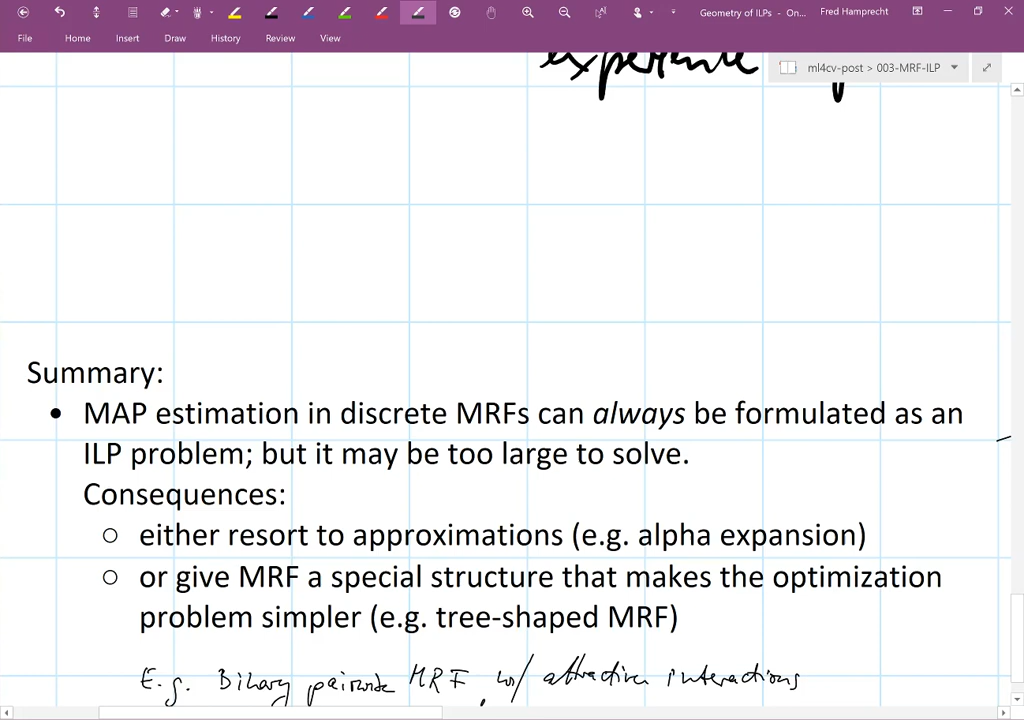 Geometry of ILPs - On... Fred Hamprecht
File Home Insert Draw History Review View
ml4cv-post > 003-MRF-ILP
experience
Summary:
• MAP estimation in discrete MRFs can always be formulated as an
ILP problem; but it may be too large to solve.
Consequences:
○ either resort to approximations (e.g. alpha expansion)
○ or give MRF a special structure that makes the optimization
problem simpler (e.g. tree-shaped MRF)
E.g. Binary pairwise MRF, w/ attractive interactions